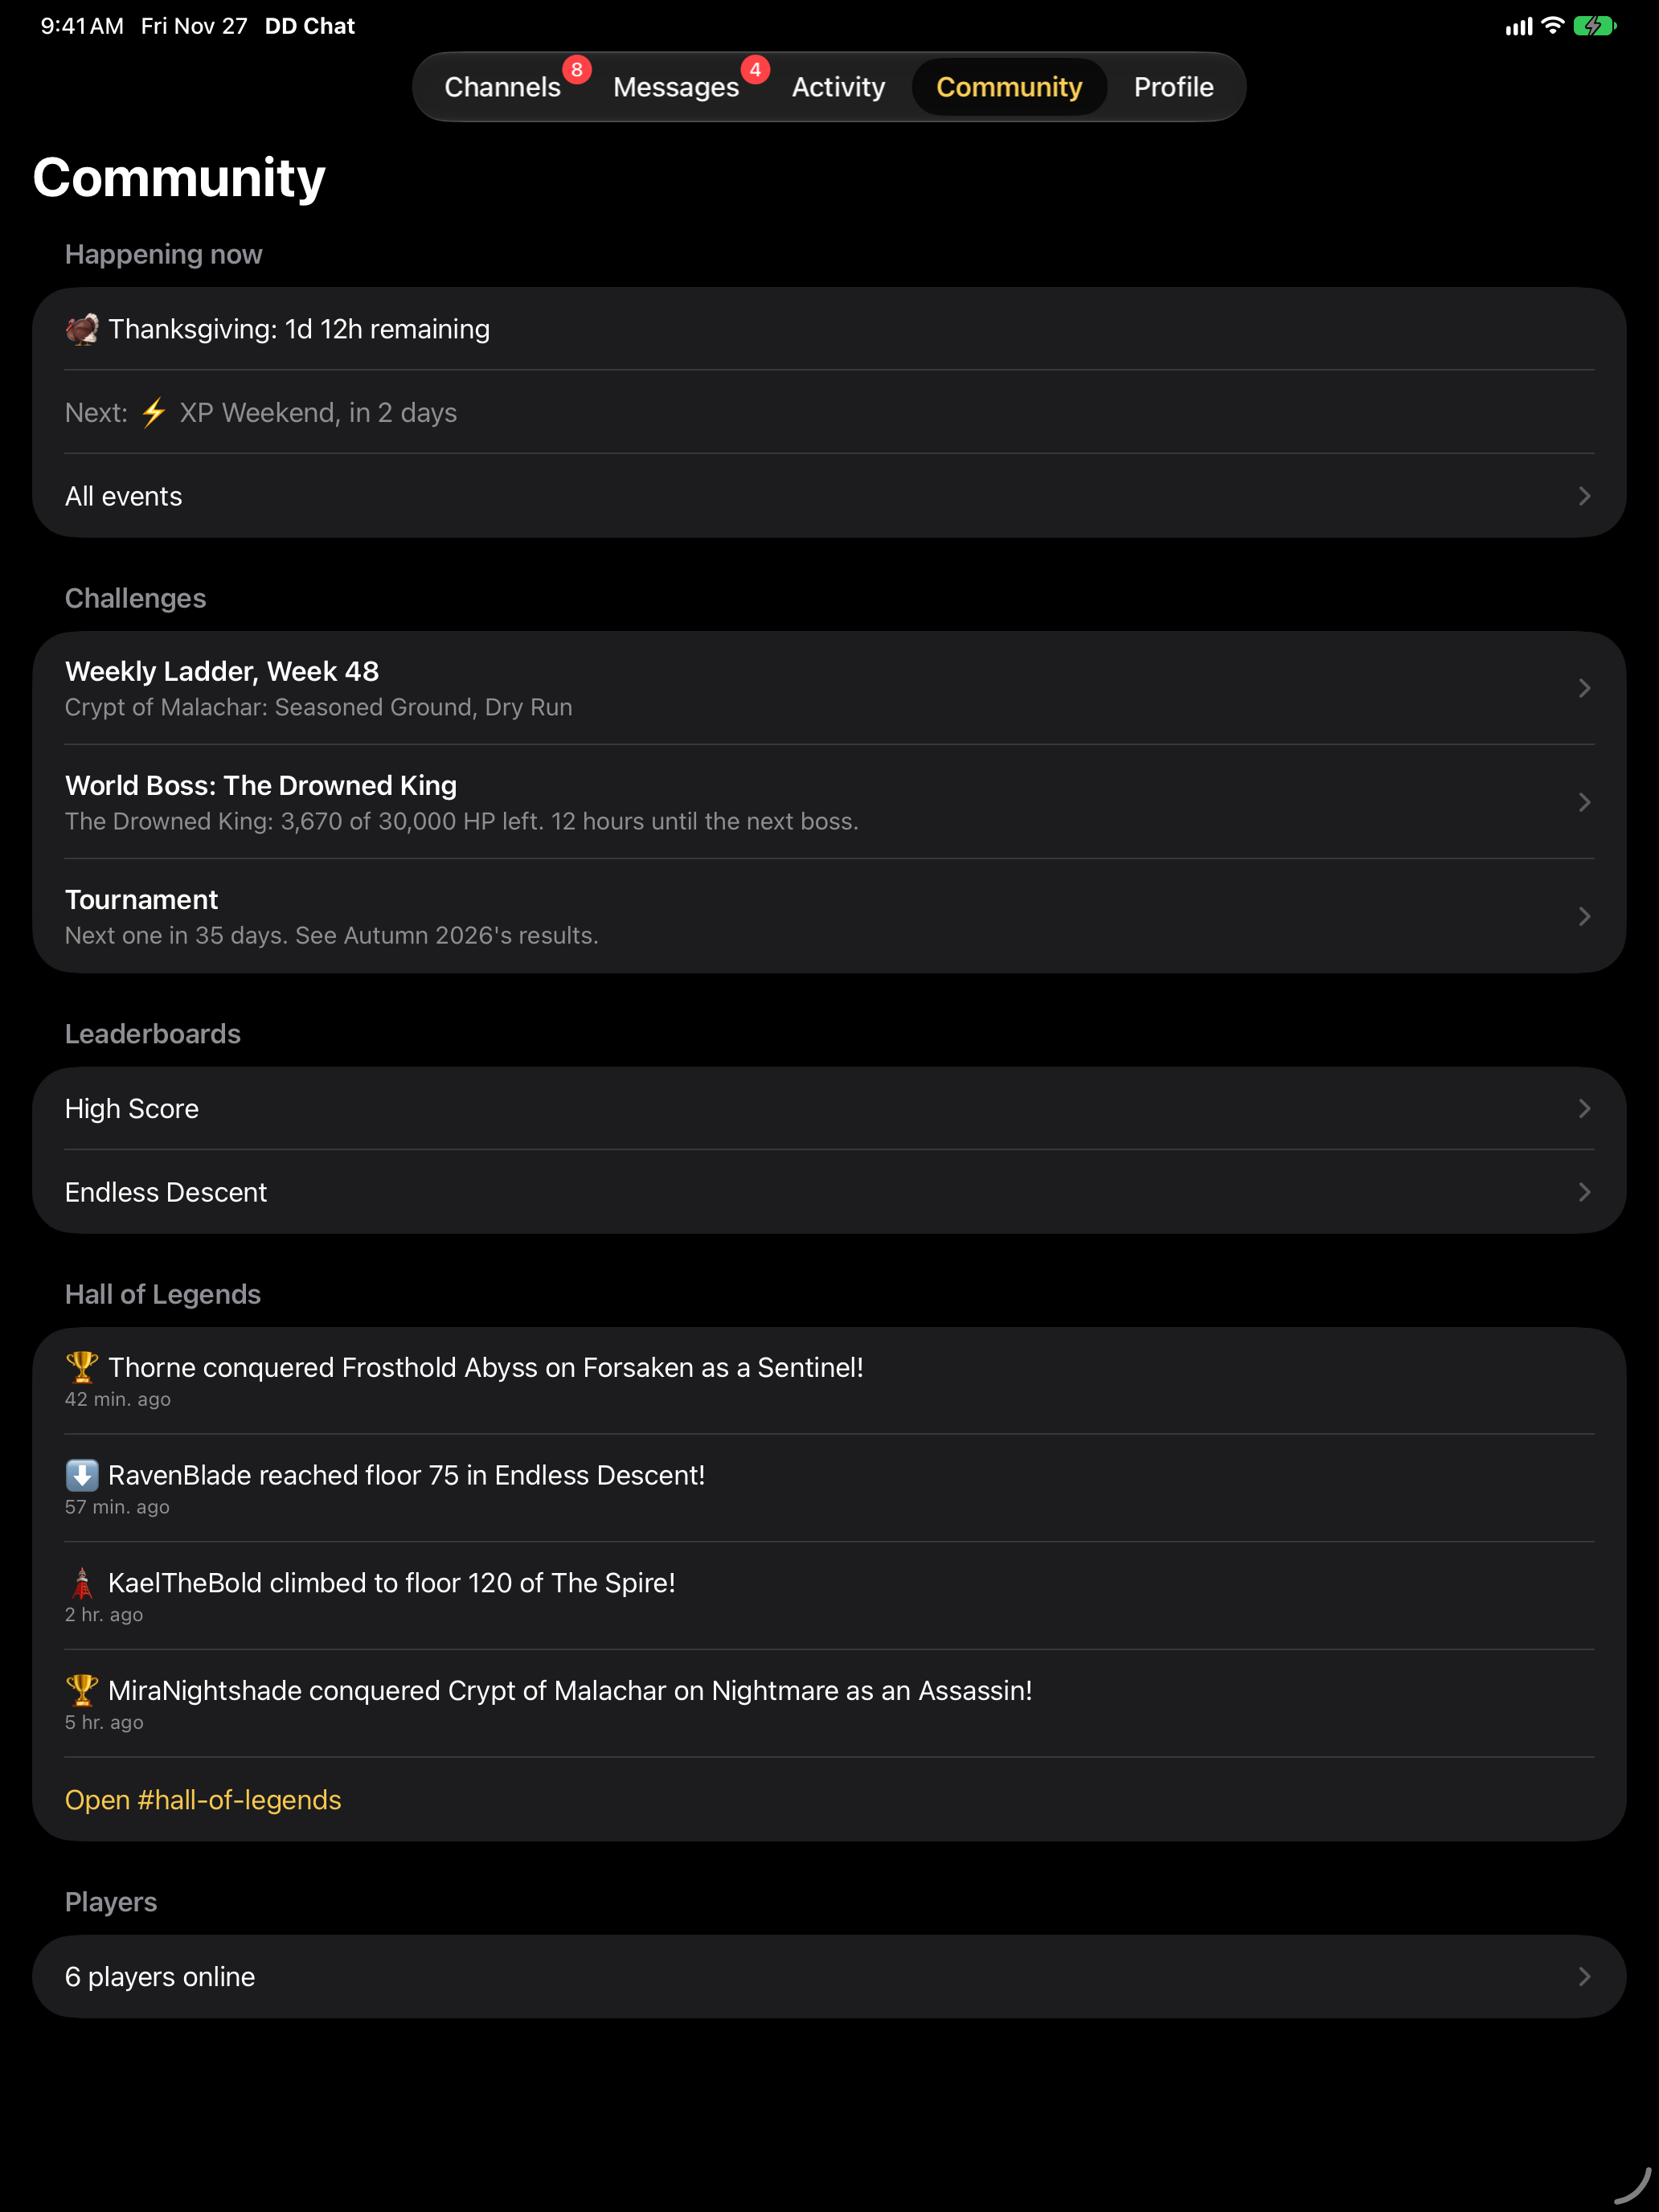 9:41 AM Fri Nov 27 DD Chat
Channels 8 Messages 4 Activity Community Profile
Community
Happening now
🦃 Thanksgiving: 1d 12h remaining
Next: ⚡ XP Weekend, in 2 days
All events
Challenges
Weekly Ladder, Week 48
Crypt of Malachar: Seasoned Ground, Dry Run
World Boss: The Drowned King
The Drowned King: 3,670 of 30,000 HP left. 12 hours until the next boss.
Tournament
Next one in 35 days. See Autumn 2026's results.
Leaderboards
High Score
Endless Descent
Hall of Legends
🏆 Thorne conquered Frosthold Abyss on Forsaken as a Sentinel!
42 min. ago
⬇️ RavenBlade reached floor 75 in Endless Descent!
57 min. ago
🗼 KaelTheBold climbed to floor 120 of The Spire!
2 hr. ago
🏆 MiraNightshade conquered Crypt of Malachar on Nightmare as an Assassin!
5 hr. ago
Open #hall-of-legends
Players
6 players online